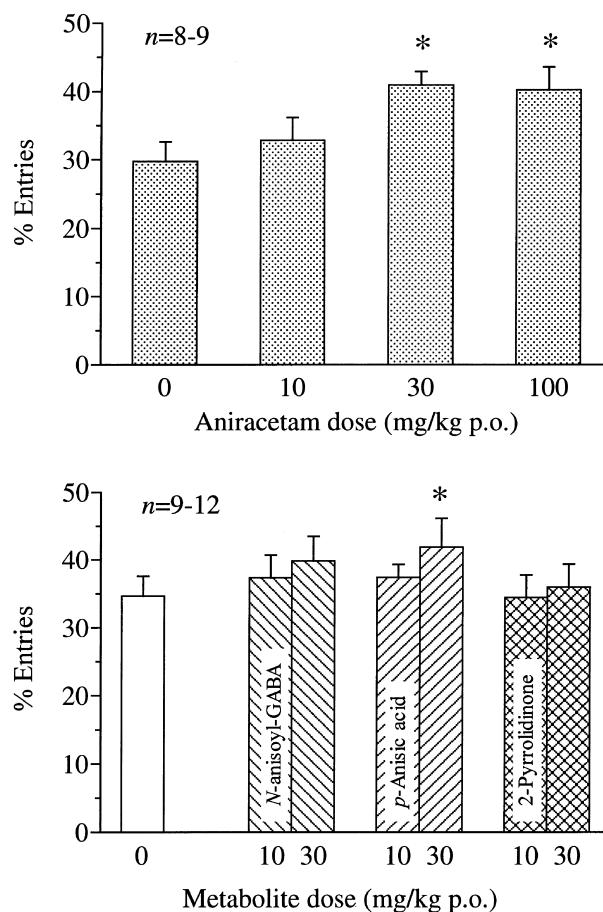 n=8-9
* *
% Entries
50
40
30
20
10
0
0 10 30 100
Aniracetam dose (mg/kg p.o.)
n=9-12
*
% Entries
50
40
30
20
10
0
N-anisoyl-GABA
p-Anisic acid
2-Pyrrolidinone
0 10 30 10 30 10 30
Metabolite dose (mg/kg p.o.)